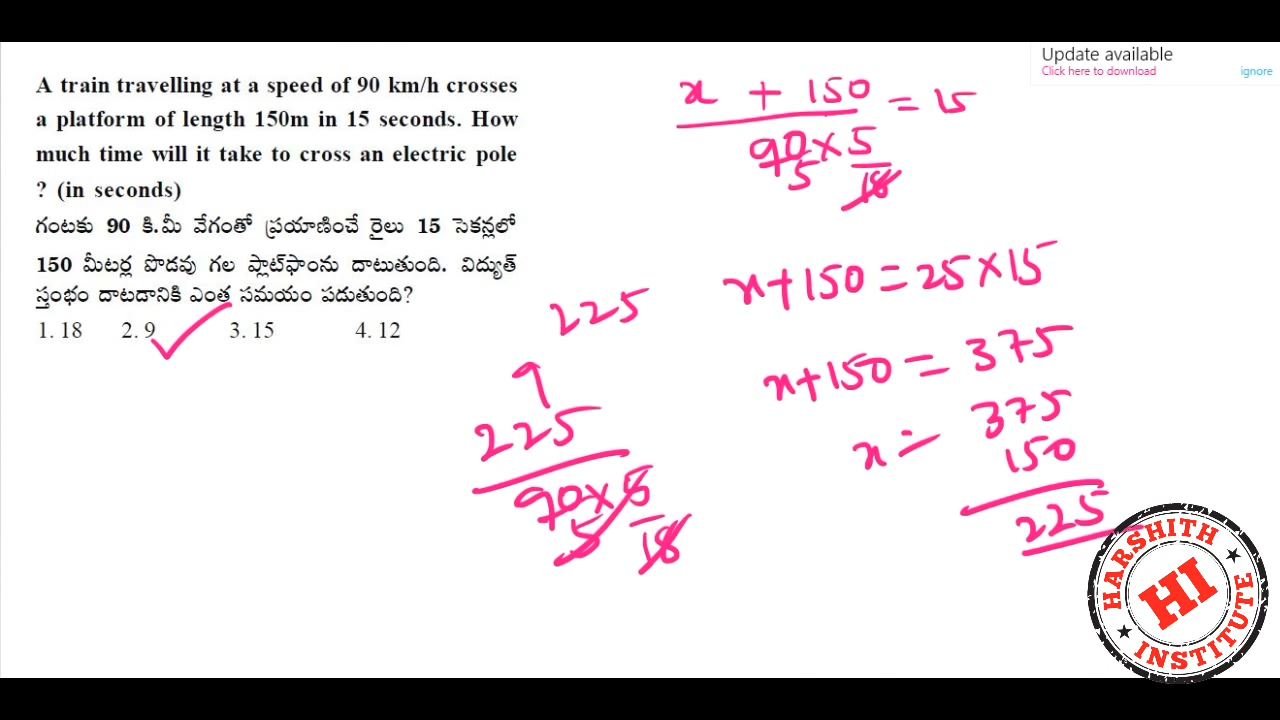 Update available
Click here to download ignore
A train travelling at a speed of 90 km/h crosses
a platform of length 150m in 15 seconds. How
much time will it take to cross an electric pole
? (in seconds)
గంటకు 90 కి.మీ వేగంతో ప్రయాణించే రైలు 15 సెకన్లలో
150 మీటర్ల పొడవు గల ప్లాట్‌ఫాంను దాటుతుంది. విద్యుత్
స్తంభం దాటడానికి ఎంత సమయం పడుతుంది?
1. 18 2. 9 3. 15 4. 12
x + 150 = 15
90 × 5
5 18
x + 150 = 25 × 15
x + 150 = 375
x = 375
150
225
225
225
90 × 5
5 18
HARSHITH
HI
INSTITUTE